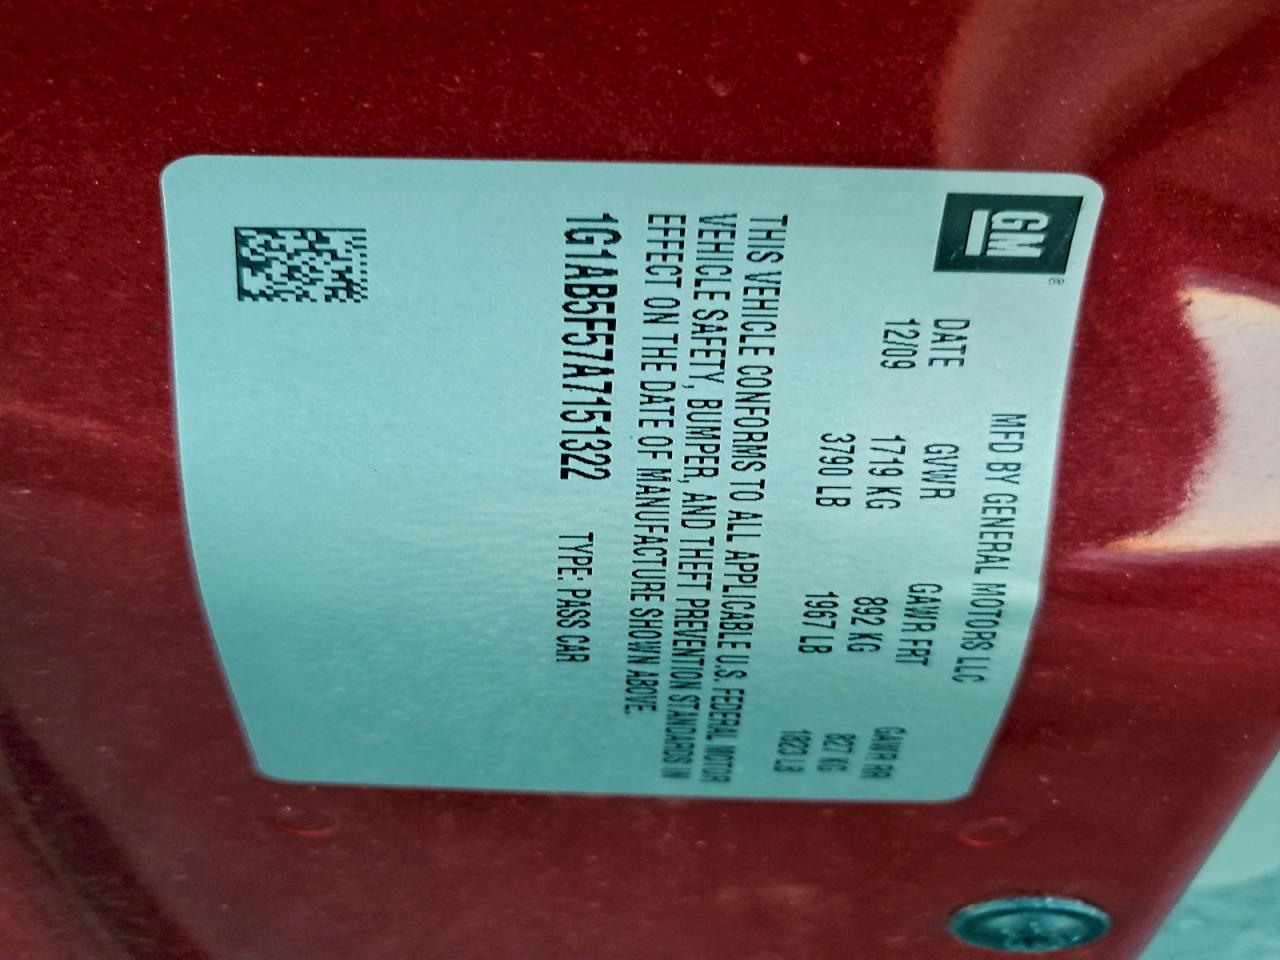 GM®
MFD BY GENERAL MOTORS LLC
DATE GVWR GAWR FRT GAWR RR
12/09 1719 KG 892 KG 827 KG
3790 LB 1967 LB 1823 LB
THIS VEHICLE CONFORMS TO ALL APPLICABLE U.S. FEDERAL MOTOR
VEHICLE SAFETY, BUMPER, AND THEFT PREVENTION STANDARDS IN
EFFECT ON THE DATE OF MANUFACTURE SHOWN ABOVE.
1G1AB5F57A7151322 TYPE: PASS CAR